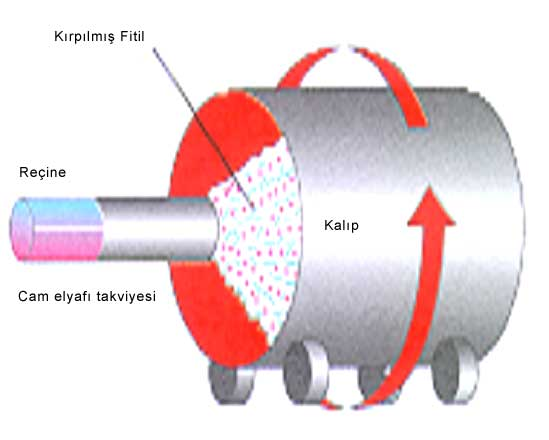 Kırpılmış Fitil
Reçine
Kalıp
Cam elyafı takviyesi